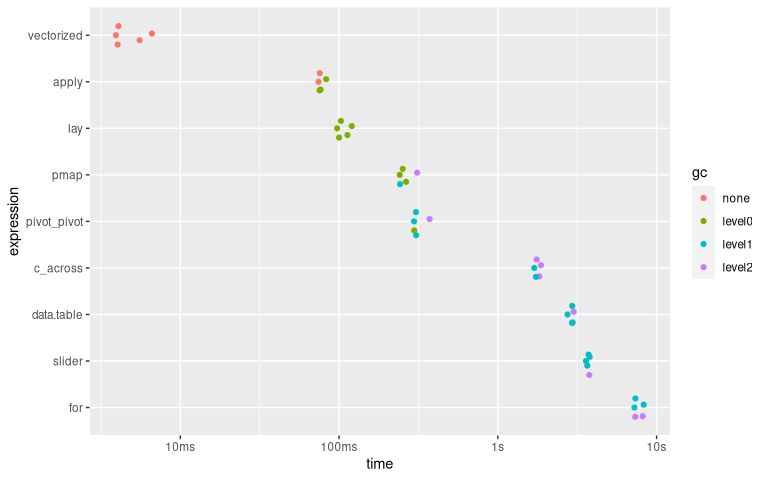 vectorized
apply
lay
pmap
pivot_pivot
c_across
data.table
slider
for
expression
10ms
100ms
1s
10s
time
gc
none
level0
level1
level2